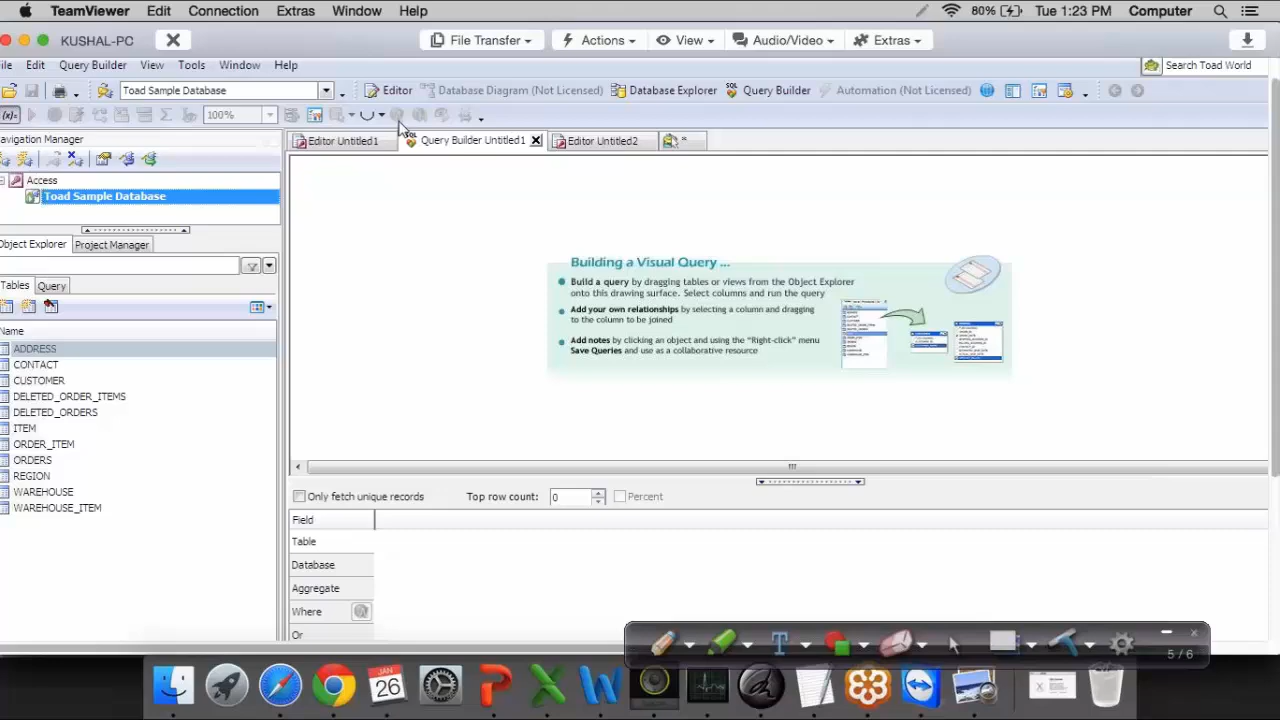 TeamViewer Edit Connection Extras Window Help 80% Tue 1:23 PM Computer
KUSHAL-PC File Transfer Actions View Audio/Video Extras
ile Edit Query Builder View Tools Window Help Search Toad World
Toad Sample Database Editor Database Diagram (Not Licensed) Database Explorer Query Builder Automation (Not Licensed)
(x)= 100%
avigation Manager
Editor Untitled1 Query Builder Untitled1 Editor Untitled2 *
Access
Toad Sample Database
bject Explorer Project Manager
Tables Query
Name
ADDRESS
CONTACT
CUSTOMER
DELETED_ORDER_ITEMS
DELETED_ORDERS
ITEM
ORDER_ITEM
ORDERS
REGION
WAREHOUSE
WAREHOUSE_ITEM
Building a Visual Query ...
Build a query by dragging tables or views from the Object Explorer
onto this drawing surface. Select columns and run the query
Add your own relationships by selecting a column and dragging
to the column to be joined
Add notes by clicking an object and using the "Right-click" menu
Save Queries and use as a collaborative resource
Only fetch unique records Top row count: 0 Percent
Field
Table
Database
Aggregate
Where
Or
5/6
JAN
26